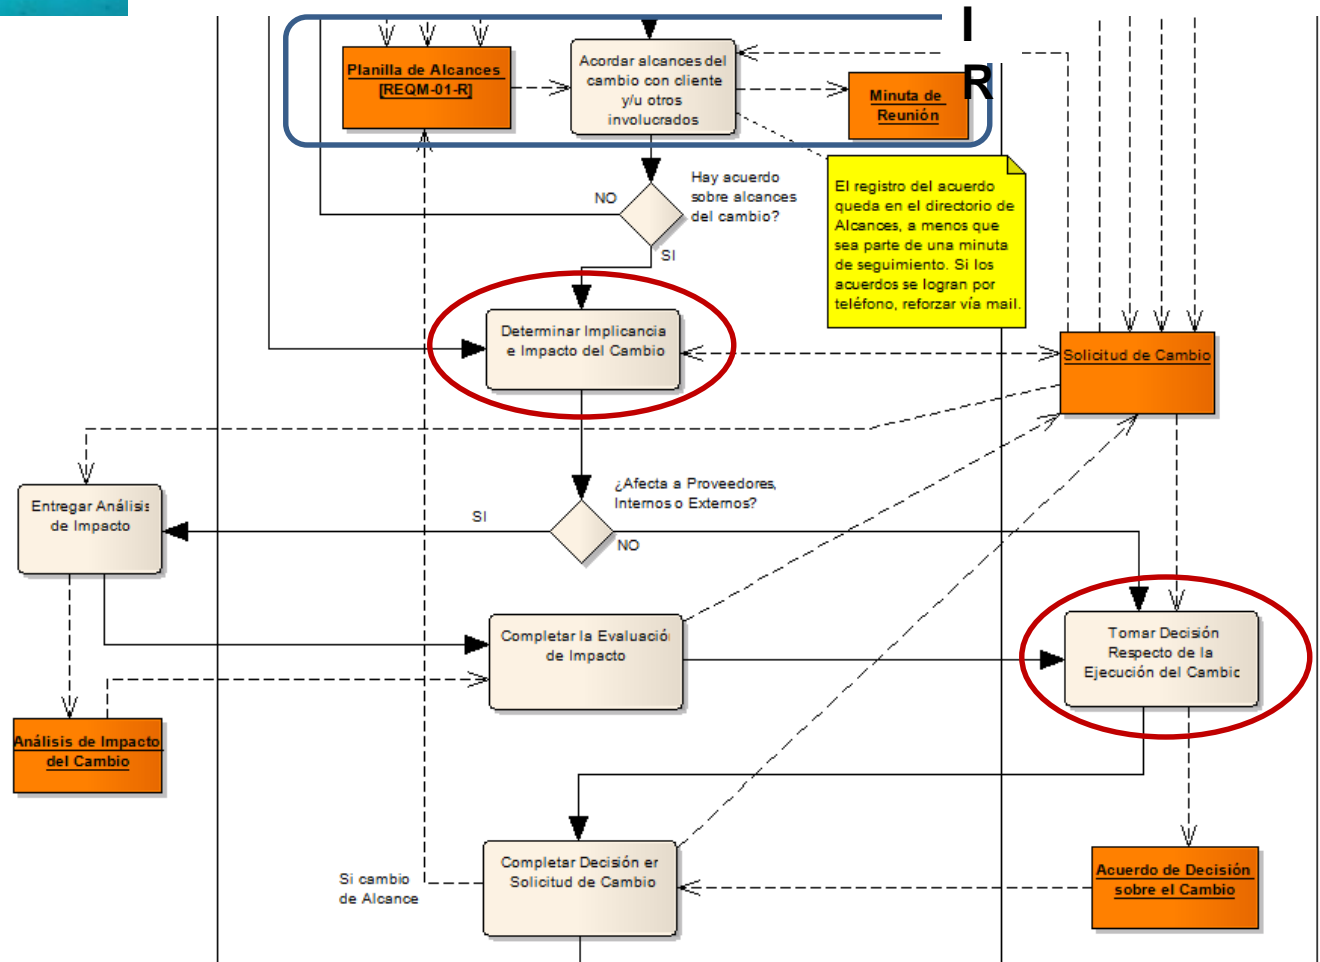 I
R
Planilla de Alcances
[REQM-01-R]
Acordar alcances del
cambio con cliente
y/u otros
involucrados
Minuta de
Reunión
Hay acuerdo
sobre alcances
del cambio?
NO
SI
El registro del acuerdo
queda en el directorio de
Alcances, a menos que
sea parte de una minuta
de seguimiento. Si los
acuerdos se logran por
teléfono, reforzar vía mail.
Determinar Implicancia
e Impacto del Cambio
Solicitud de Cambio
¿Afecta a Proveedores,
Internos o Externos?
SI
NO
Entregar Análisis
de Impacto
Completar la Evaluació
de Impacto
Tomar Decisión
Respecto de la
Ejecución del Cambio
Análisis de Impacto
del Cambio
Completar Decisión er
Solicitud de Cambio
Si cambio
de Alcance
Acuerdo de Decisión
sobre el Cambio